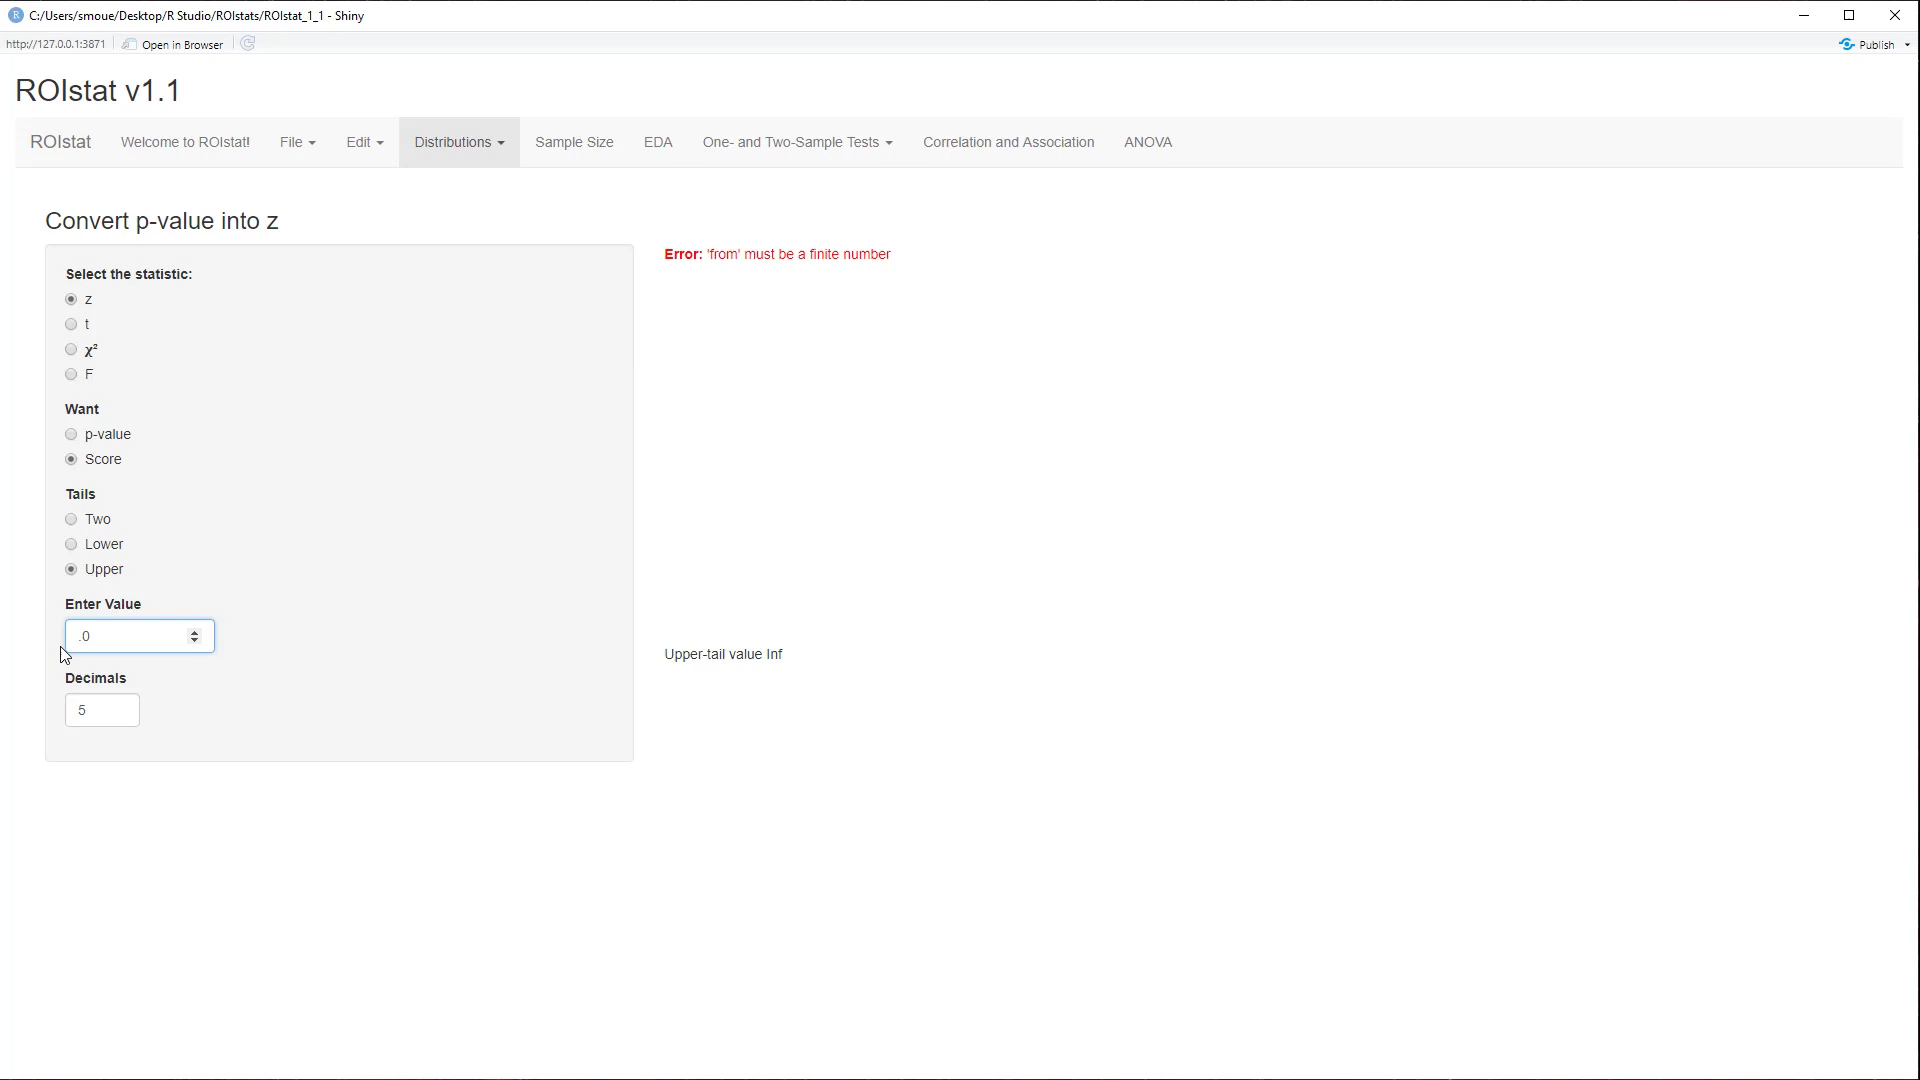 C:/Users/smoue/Desktop/R Studio/ROIstats/ROIstat_1_1 - Shiny
http://127.0.0.1:3871 Open in Browser Publish
ROIstat v1.1
ROIstat Welcome to ROIstat! File Edit Distributions Sample Size EDA One- and Two-Sample Tests Correlation and Association ANOVA
Convert p-value into z
Error: 'from' must be a finite number
Select the statistic:
z
t
χ²
F
Want
p-value
Score
Tails
Two
Lower
Upper
Enter Value
.0
Upper-tail value Inf
Decimals
5